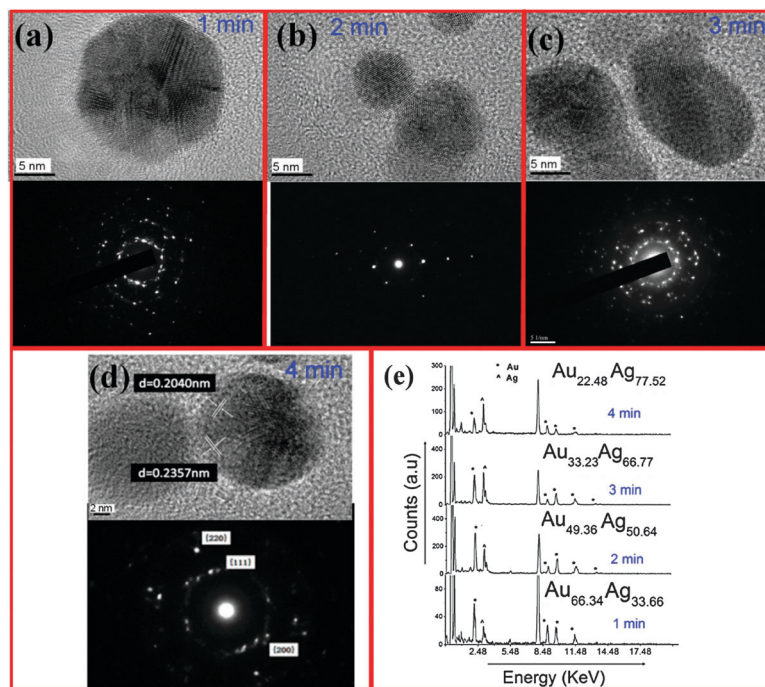 (a)
1 min
5 nm
(b)
2 min
5 nm
(c)
3 min
5 nm
5 1/nm
(d)
4 min
d=0.2040nm
d=0.2357nm
2 nm
(220)
(111)
(200)
(e)
* Au
^ Ag
Counts (a.u)
300
200
100
0
Au22.48Ag77.52
4 min
400
200
0
Au33.23Ag66.77
3 min
400
200
0
Au49.36Ag50.64
2 min
80
40
0
Au66.34Ag33.66
1 min
2.48 5.48 8.48 11.48 14.48 17.48
Energy (KeV)